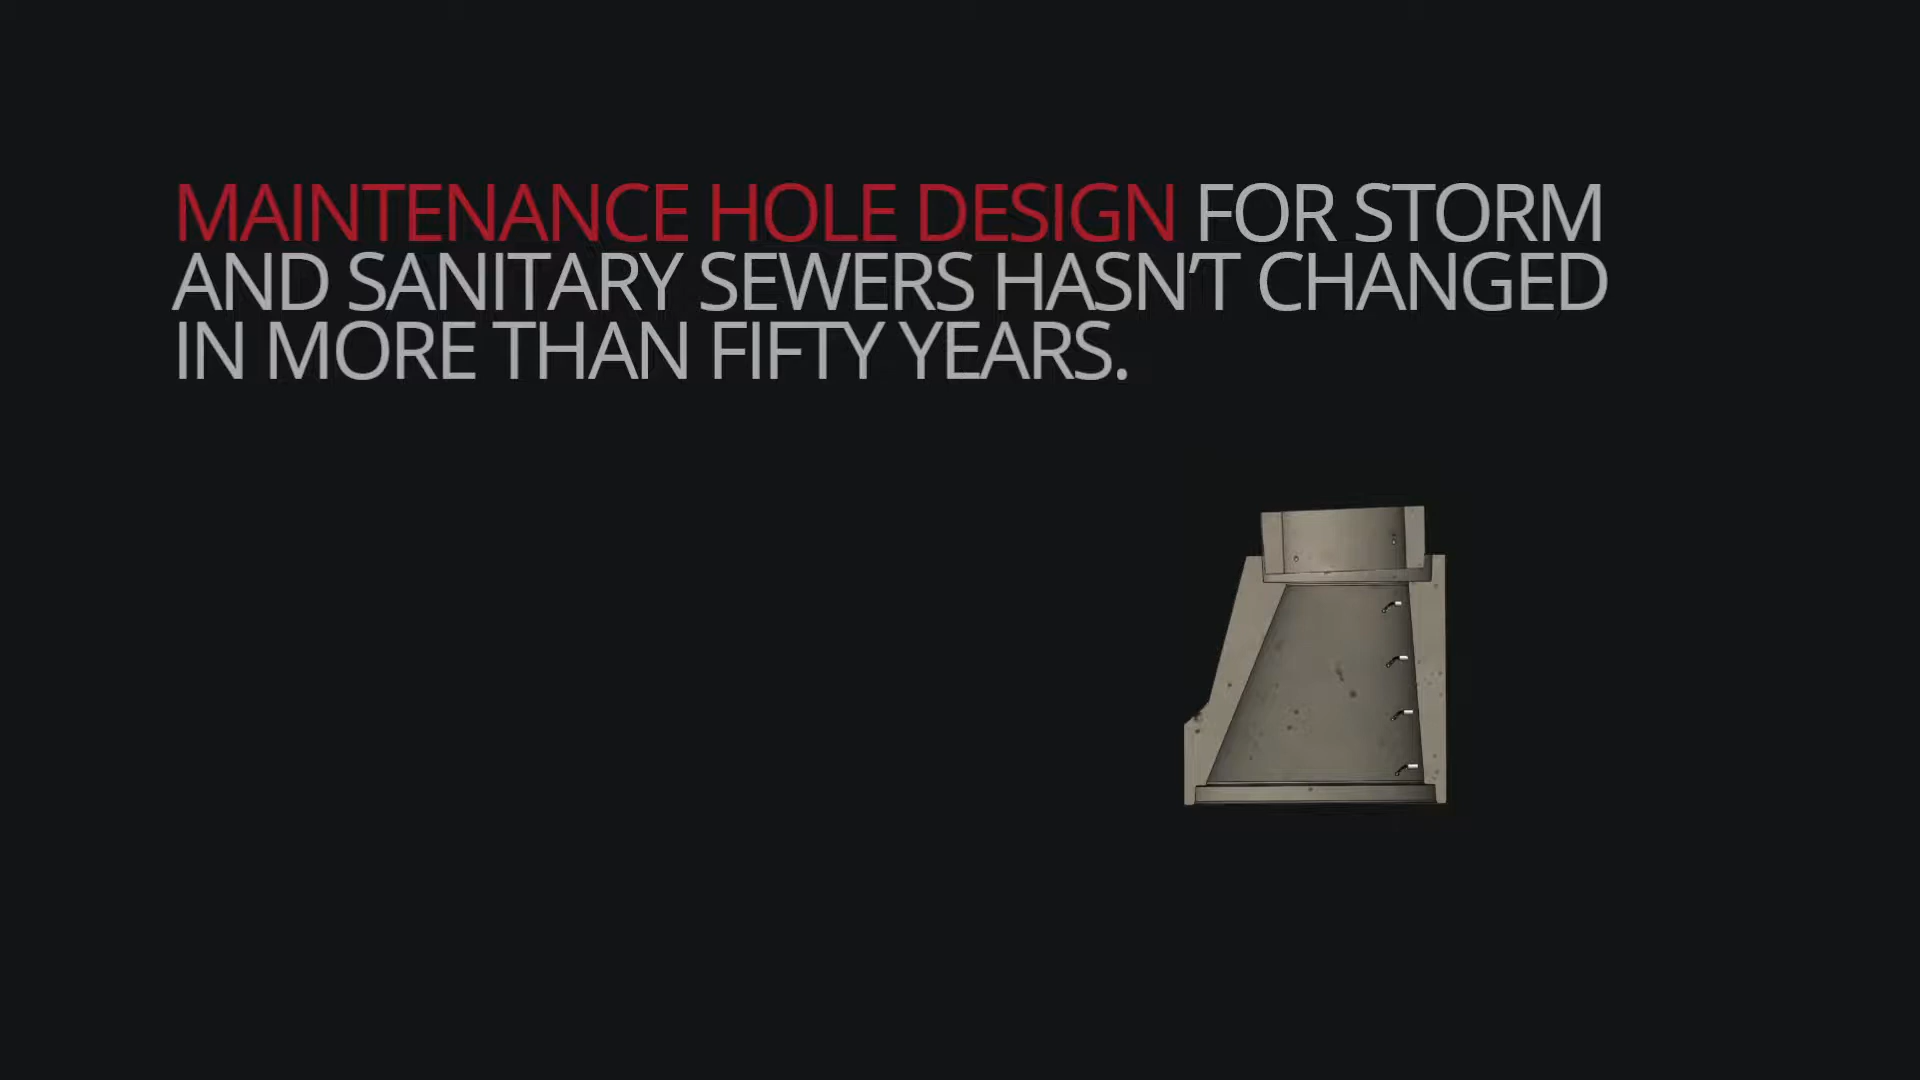 MAINTENANCE HOLE DESIGN FOR STORM
AND SANITARY SEWERS HASN'T CHANGED
IN MORE THAN FIFTY YEARS.